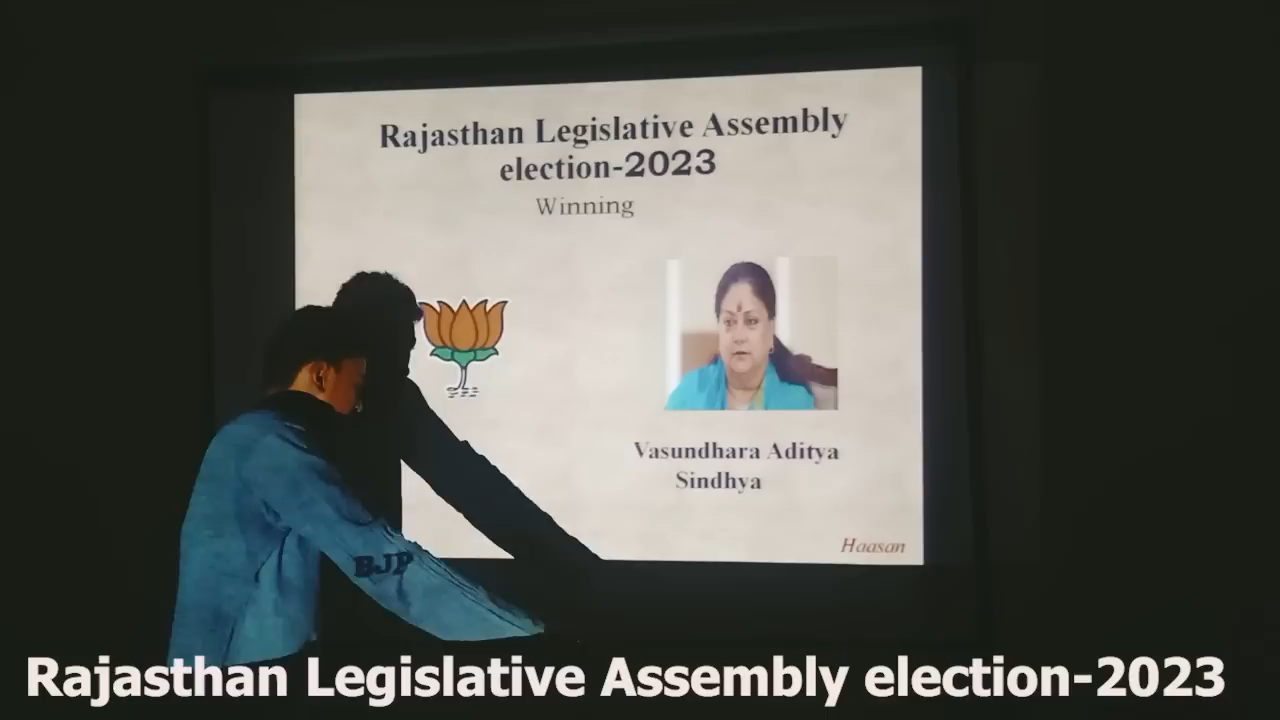 Rajasthan Legislative Assembly
election-2023
Winning
Vasundhara Aditya
Sindhya
Haasan
BJP
Rajasthan Legislative Assembly election-2023